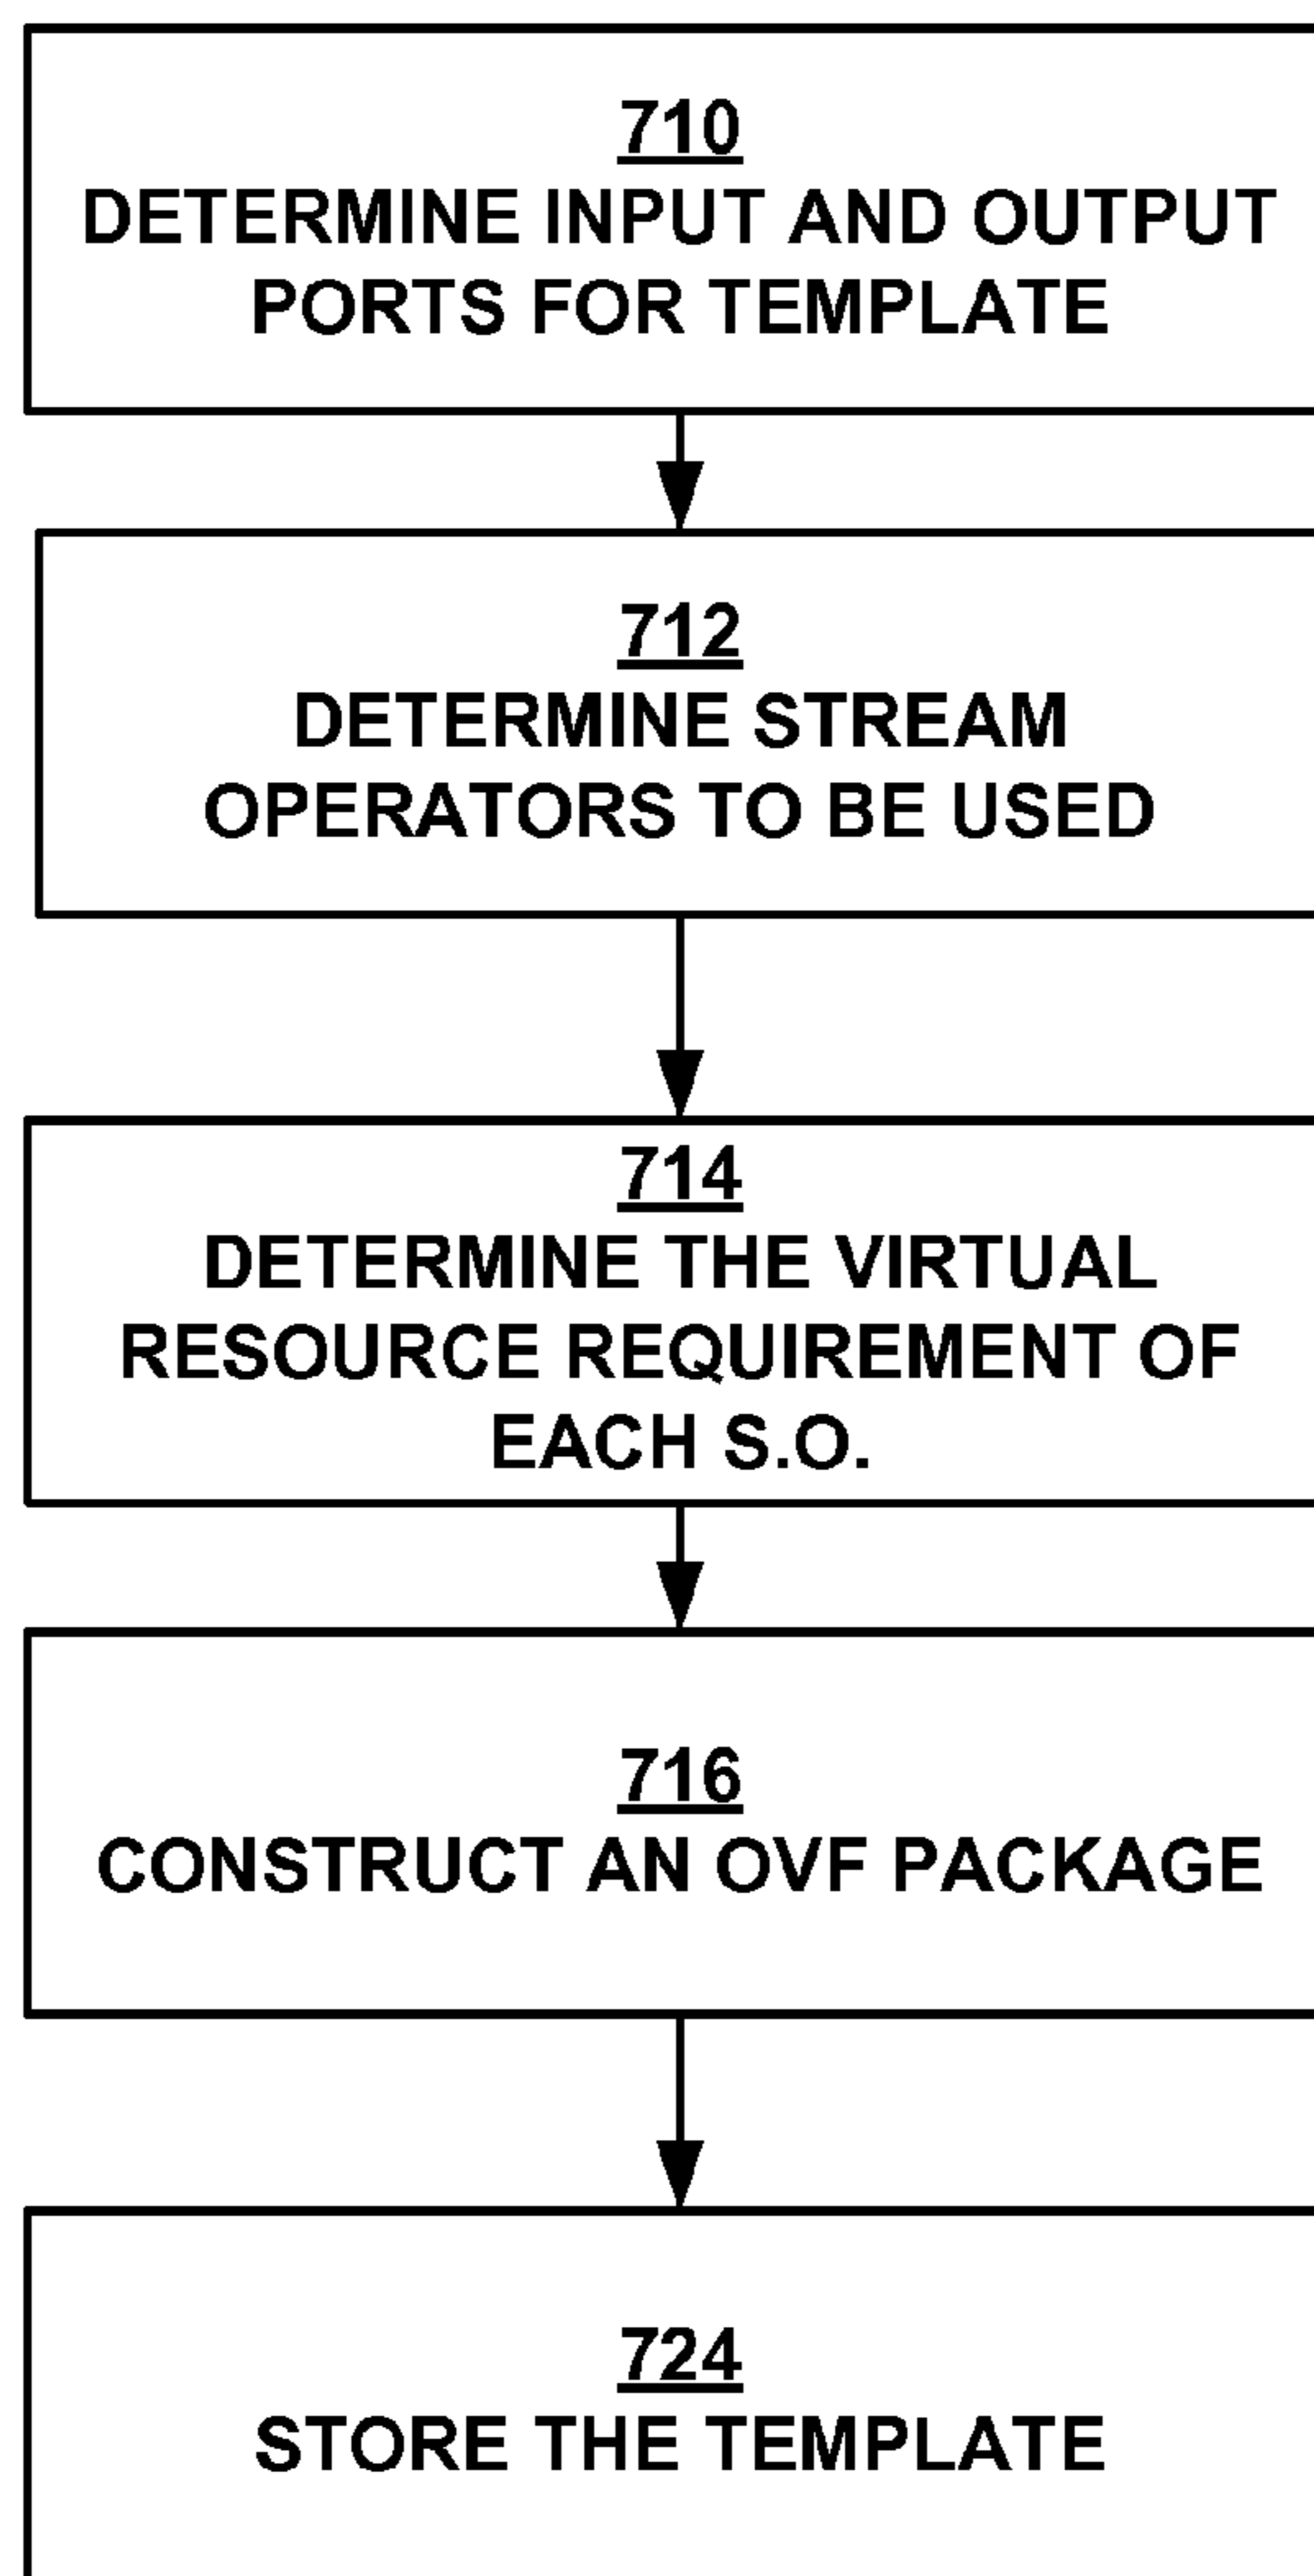 710
DETERMINE INPUT AND OUTPUT
PORTS FOR TEMPLATE
712
DETERMINE STREAM
OPERATORS TO BE USED
714
DETERMINE THE VIRTUAL
RESOURCE REQUIREMENT OF
EACH S.O.
716
CONSTRUCT AN OVF PACKAGE
724
STORE THE TEMPLATE